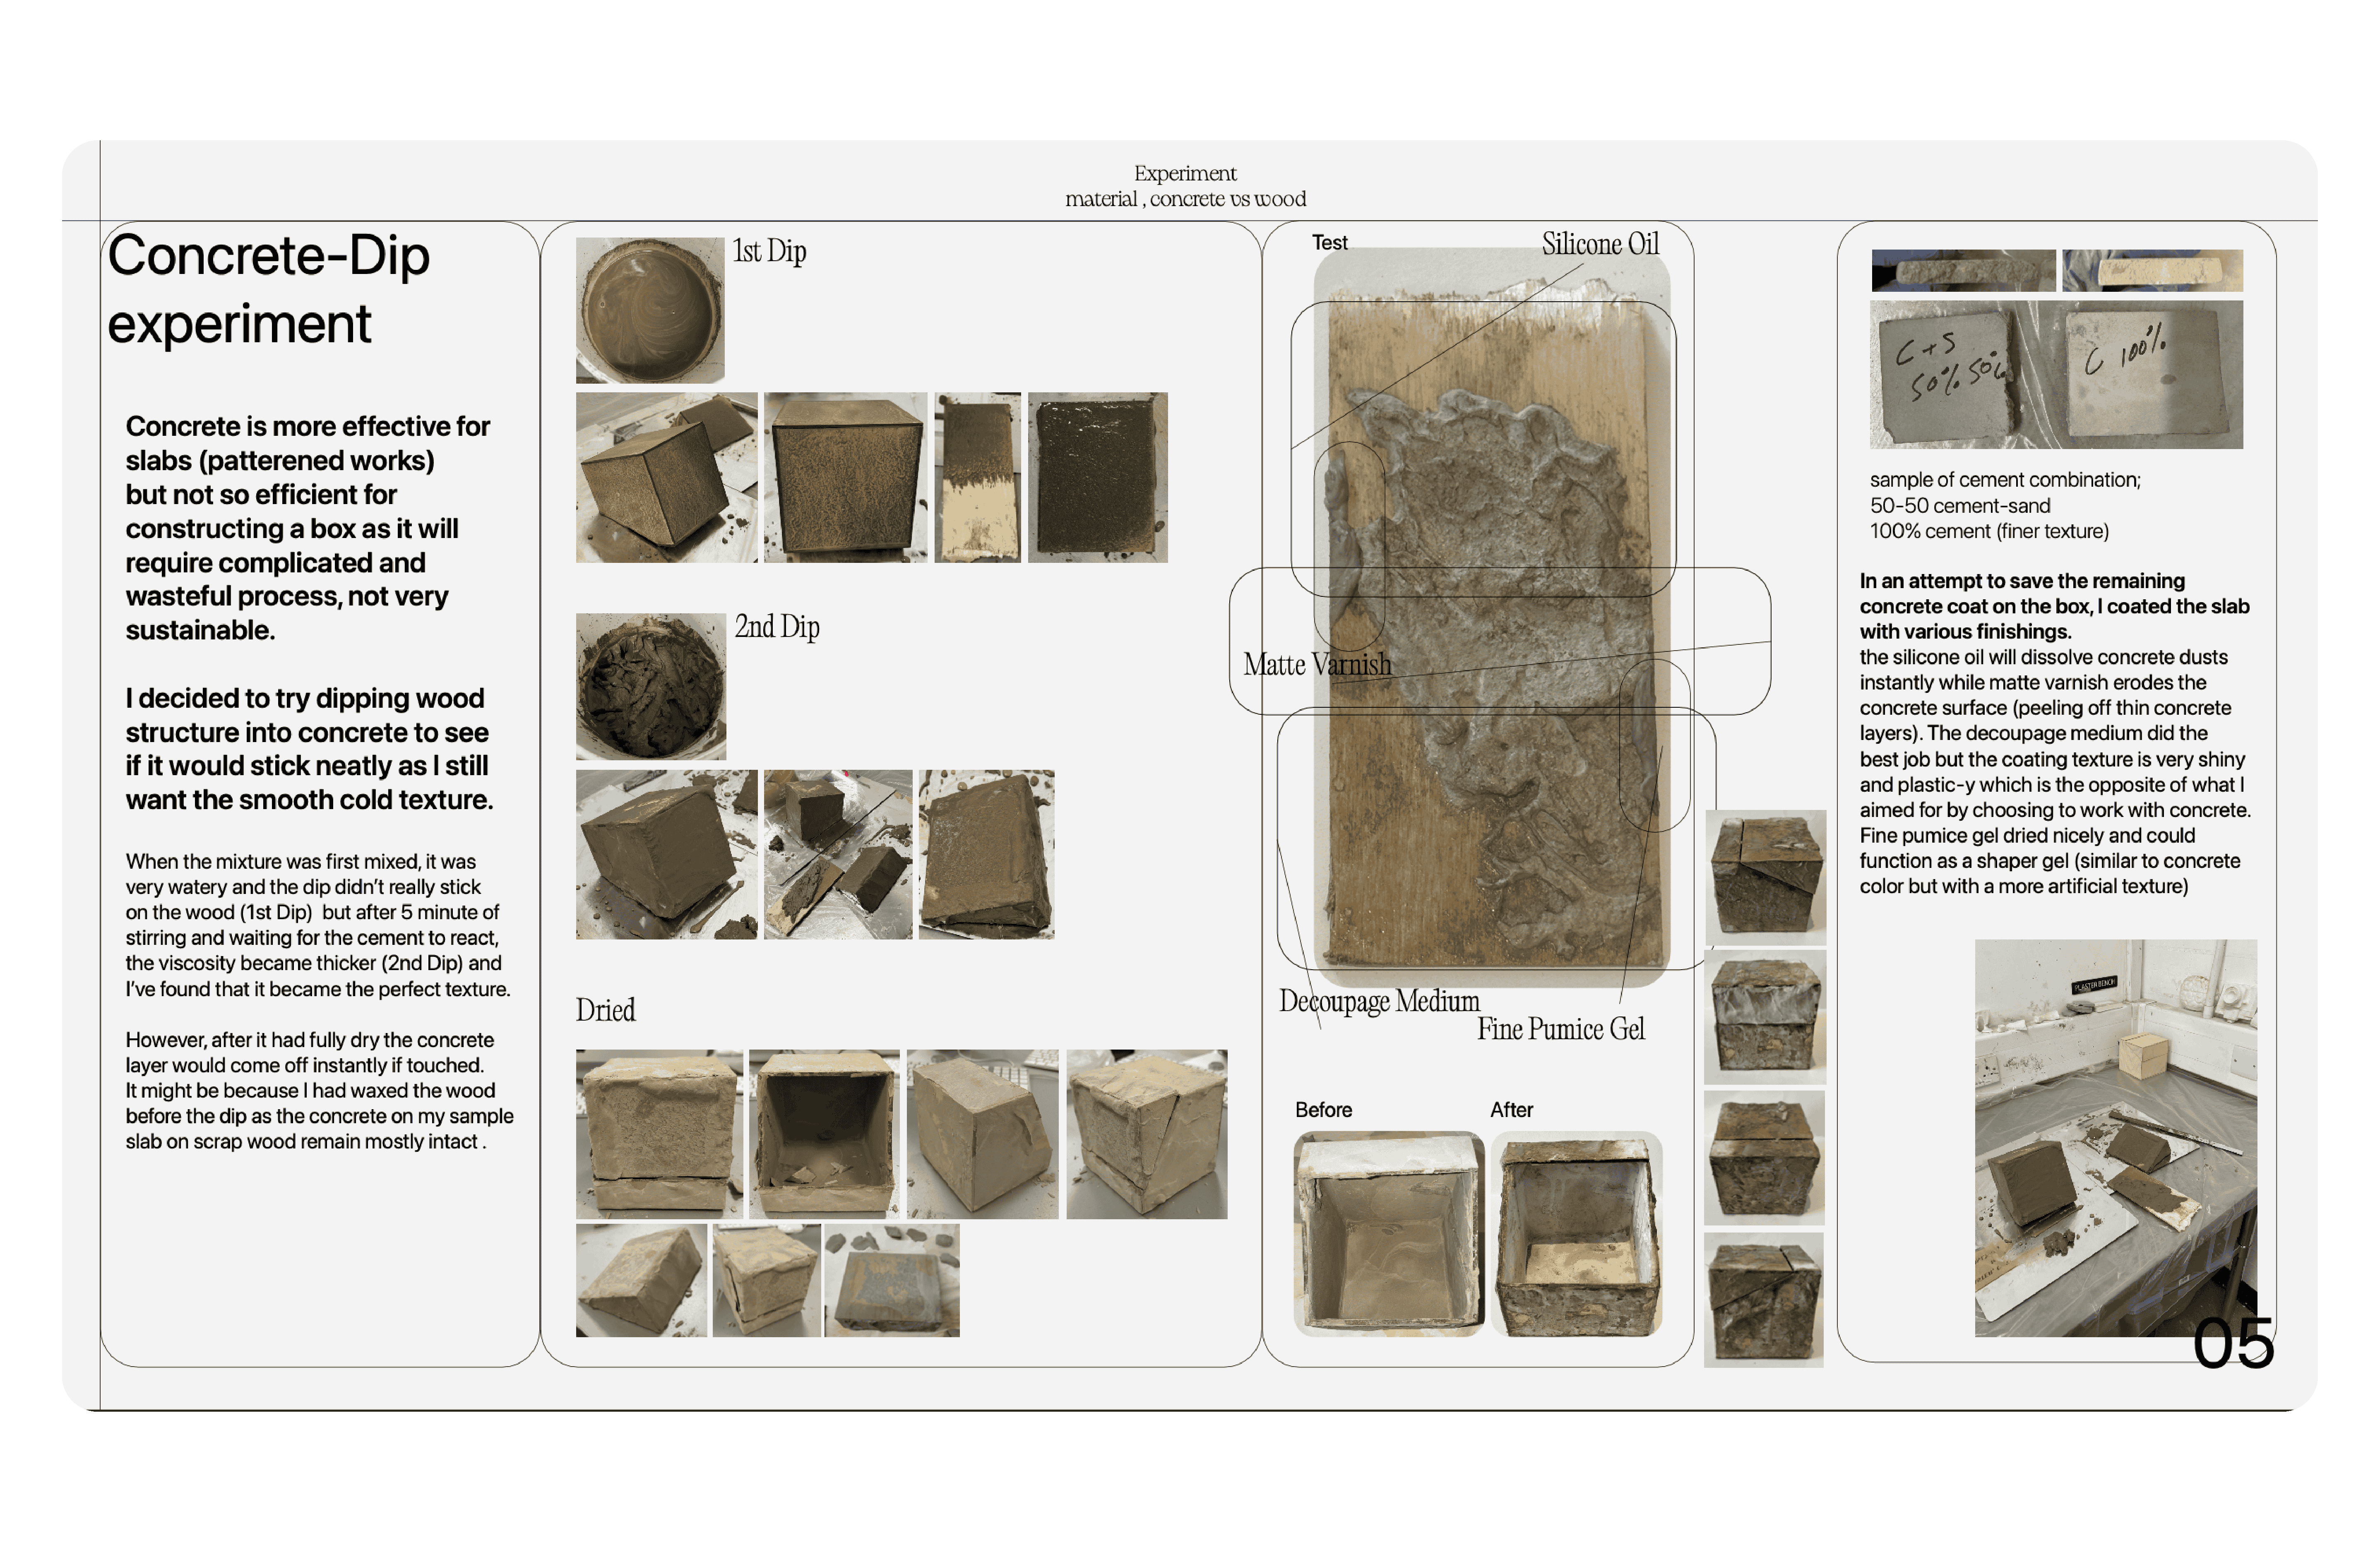 Experiment
material , concrete vs wood
Concrete-Dip
experiment
Concrete is more effective for
slabs (patterened works)
but not so efficient for
constructing a box as it will
require complicated and
wasteful process, not very
sustainable.
I decided to try dipping wood
structure into concrete to see
if it would stick neatly as I still
want the smooth cold texture.
When the mixture was first mixed, it was
very watery and the dip didn't really stick
on the wood (1st Dip)  but after 5 minute of
stirring and waiting for the cement to react,
the viscosity became thicker (2nd Dip) and
I've found that it became the perfect texture.
However, after it had fully dry the concrete
layer would come off instantly if touched.
It might be because I had waxed the wood
before the dip as the concrete on my sample
slab on scrap wood remain mostly intact .
1st Dip
2nd Dip
Dried
Test
Silicone Oil
Matte Varnish
Decoupage Medium
Fine Pumice Gel
Before
After
C + S
50% 50%
C 100%
sample of cement combination;
50-50 cement-sand
100% cement (finer texture)
In an attempt to save the remaining
concrete coat on the box, I coated the slab
with various finishings.
the silicone oil will dissolve concrete dusts
instantly while matte varnish erodes the
concrete surface (peeling off thin concrete
layers). The decoupage medium did the
best job but the coating texture is very shiny
and plastic-y which is the opposite of what I
aimed for by choosing to work with concrete.
Fine pumice gel dried nicely and could
function as a shaper gel (similar to concrete
color but with a more artificial texture)
PLASTER BENCH
05